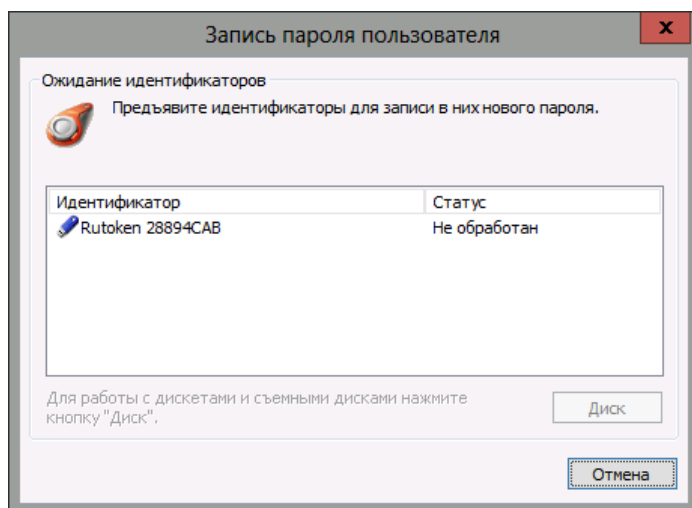 Запись пароля пользователя
x
Ожидание идентификаторов
Предъявите идентификаторы для записи в них нового пароля.
Идентификатор Статус
Rutoken 28894CAB Не обработан
Для работы с дискетами и съемными дисками нажмите
кнопку "Диск".
Диск
Отмена